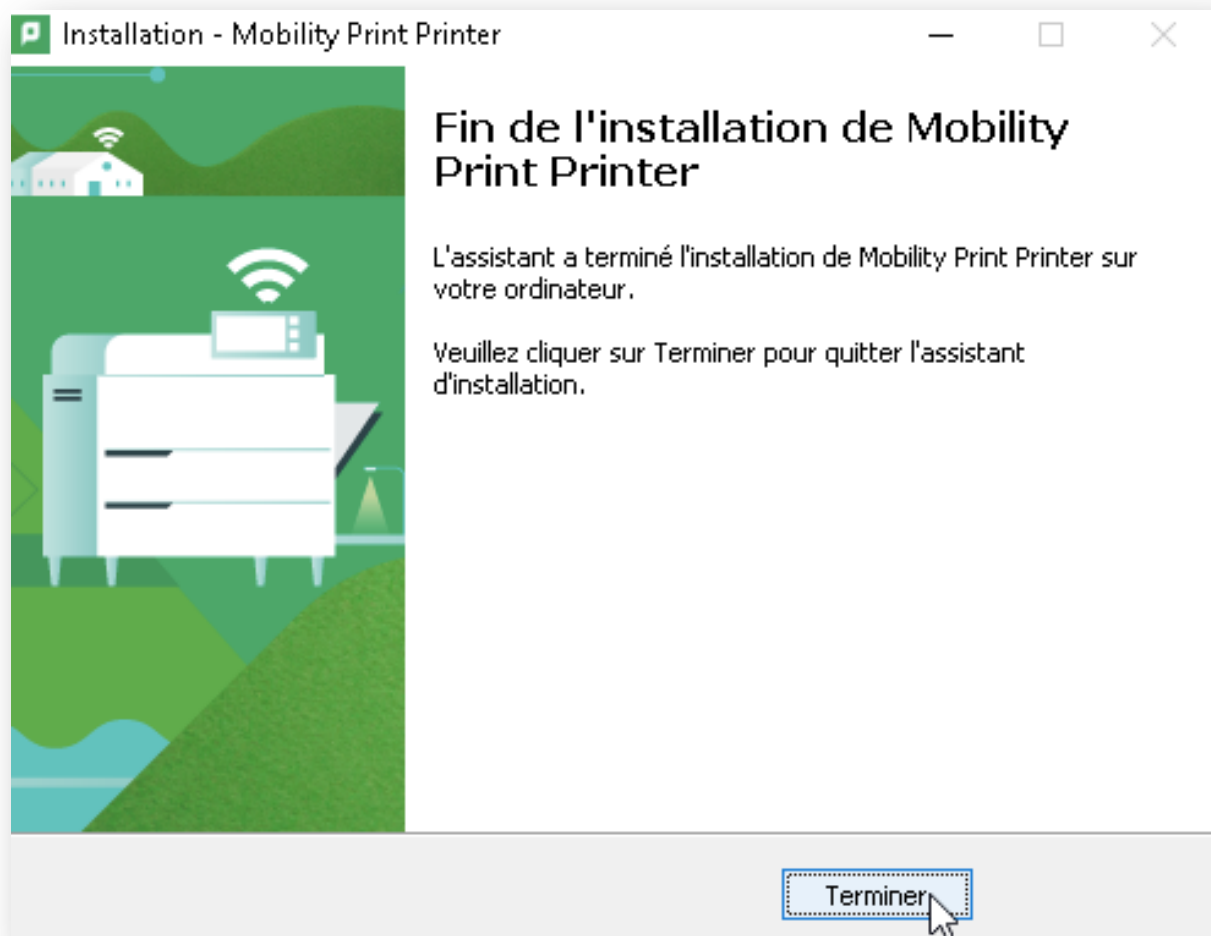 Installation - Mobility Print Printer
Fin de l'installation de Mobility
Print Printer
L'assistant a terminé l'installation de Mobility Print Printer sur
votre ordinateur.
Veuillez cliquer sur Terminer pour quitter l'assistant
d'installation.
Terminer